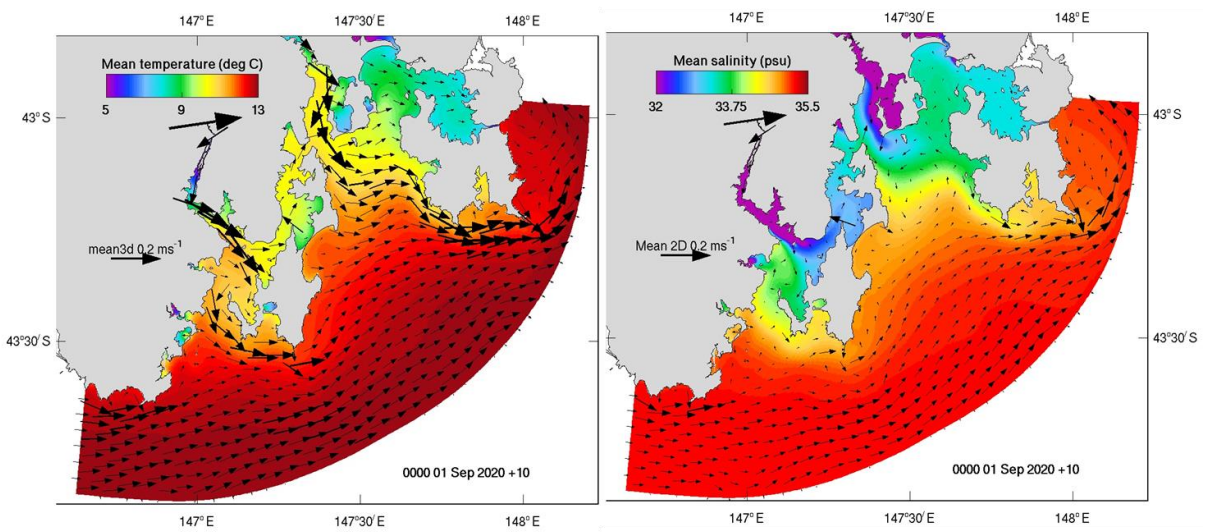 147° E 147°30′ 148° E
Mean temperature (deg C)
5 9 13
43° S
mean3d 0.2 ms⁻¹
43°30′ S
0000 01 Sep 2020 +10
147° E 147°30′ 148° E
147° E 147°30′ 148° E
Mean salinity (psu)
32 33.75 35.5
43° S
Mean 2D 0.2 ms⁻¹
43°30′ S
0000 01 Sep 2020 +10
147° E 147°30′ 148° E